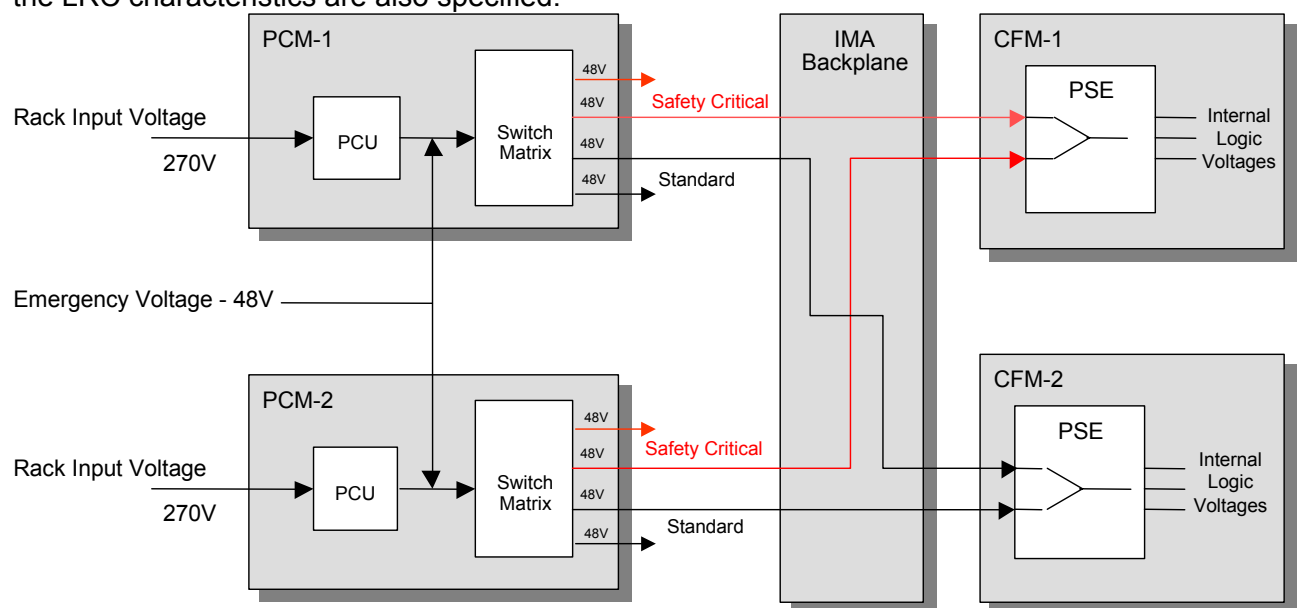 the LRC characteristics are also specified.
PCM-1
IMA
Backplane
CFM-1
Rack Input Voltage
270V
PCU
Switch
Matrix
48V
48V
48V
48V
Safety Critical
Standard
PSE
Internal
Logic
Voltages
Emergency Voltage - 48V
PCM-2
CFM-2
Rack Input Voltage
270V
PCU
Switch
Matrix
48V
48V
48V
48V
Safety Critical
Standard
PSE
Internal
Logic
Voltages